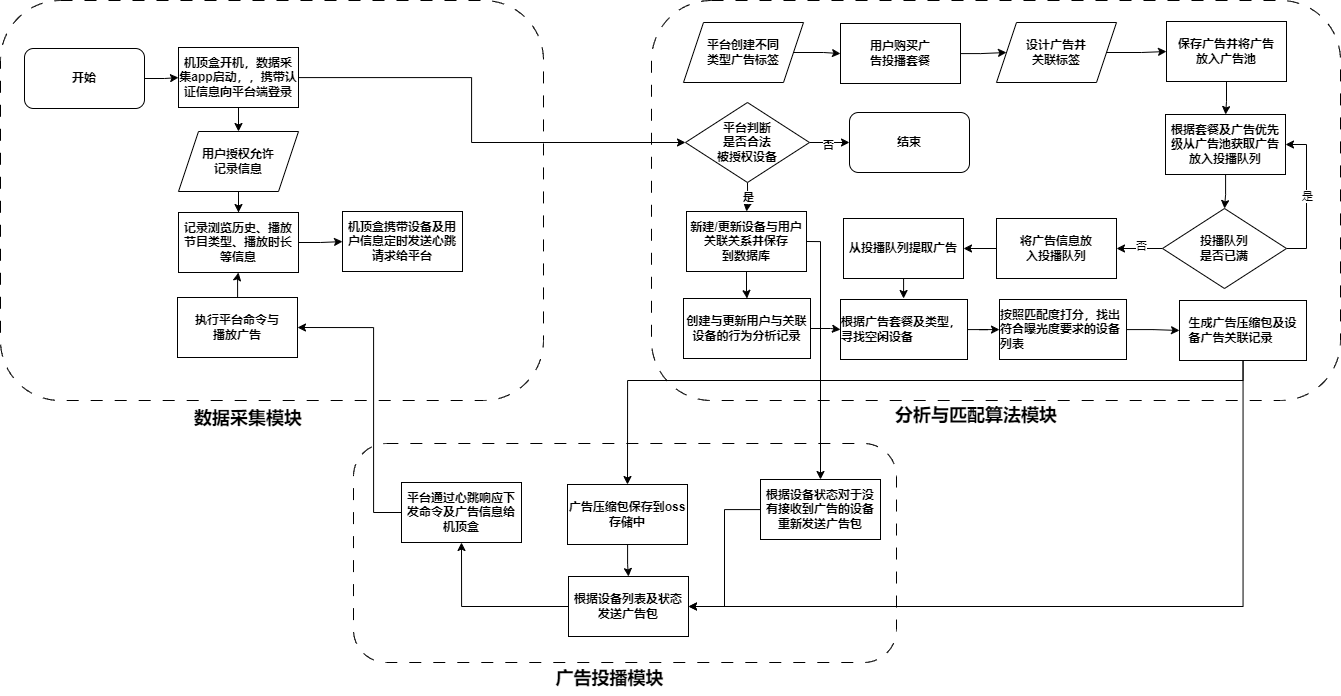 开始
机顶盒开机，数据采
集app启动，，携带认
证信息向平台端登录
用户授权允许
记录信息
记录浏览历史、播放
节目类型、播放时长
等信息
机顶盒携带设备及用
户信息定时发送心跳
请求给平台
执行平台命令与
播放广告
数据采集模块
平台创建不同
类型广告标签
用户购买广
告投播套餐
设计广告并
关联标签
保存广告并将广告
放入广告池
平台判断
是否合法
被授权设备
否
结束
根据套餐及广告优先
级从广告池获取广告
放入投播队列
是
是
新建/更新设备与用户
关联关系并保存
到数据库
从投播队列提取广告
将广告信息放
入投播队列
否
投播队列
是否已满
创建与更新用户与关联
设备的行为分析记录
根据广告套餐及类型，
寻找空闲设备
按照匹配度打分，找出
符合曝光度要求的设备
列表
生成广告压缩包及设
备广告关联记录
分析与匹配算法模块
平台通过心跳响应下
发命令及广告信息给
机顶盒
广告压缩包保存到oss
存储中
根据设备状态对于没
有接收到广告的设备
重新发送广告包
根据设备列表及状态
发送广告包
广告投播模块